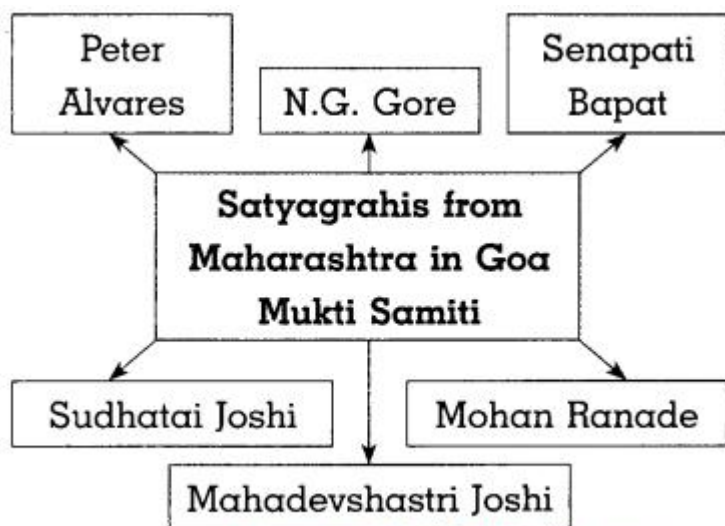 Peter
Alvares
N.G. Gore
Senapati
Bapat
Satyagrahis from
Maharashtra in Goa
Mukti Samiti
Sudhatai Joshi
Mohan Ranade
Mahadevshastri Joshi